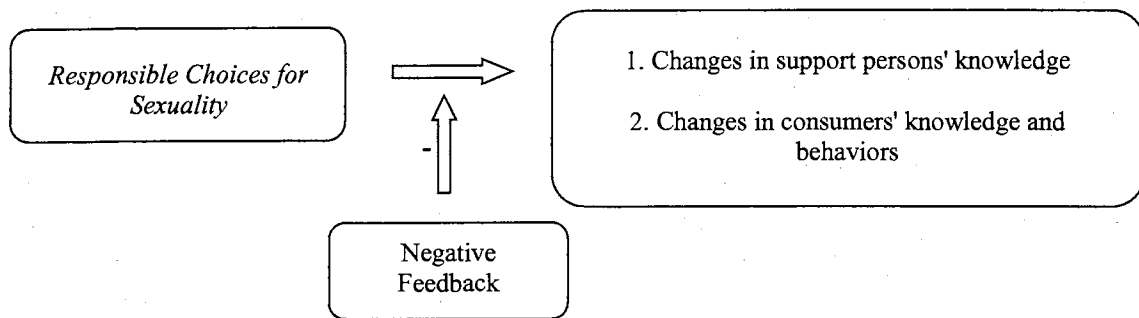 Responsible Choices for
Sexuality
1. Changes in support persons' knowledge
2. Changes in consumers' knowledge and
behaviors
-
Negative
Feedback